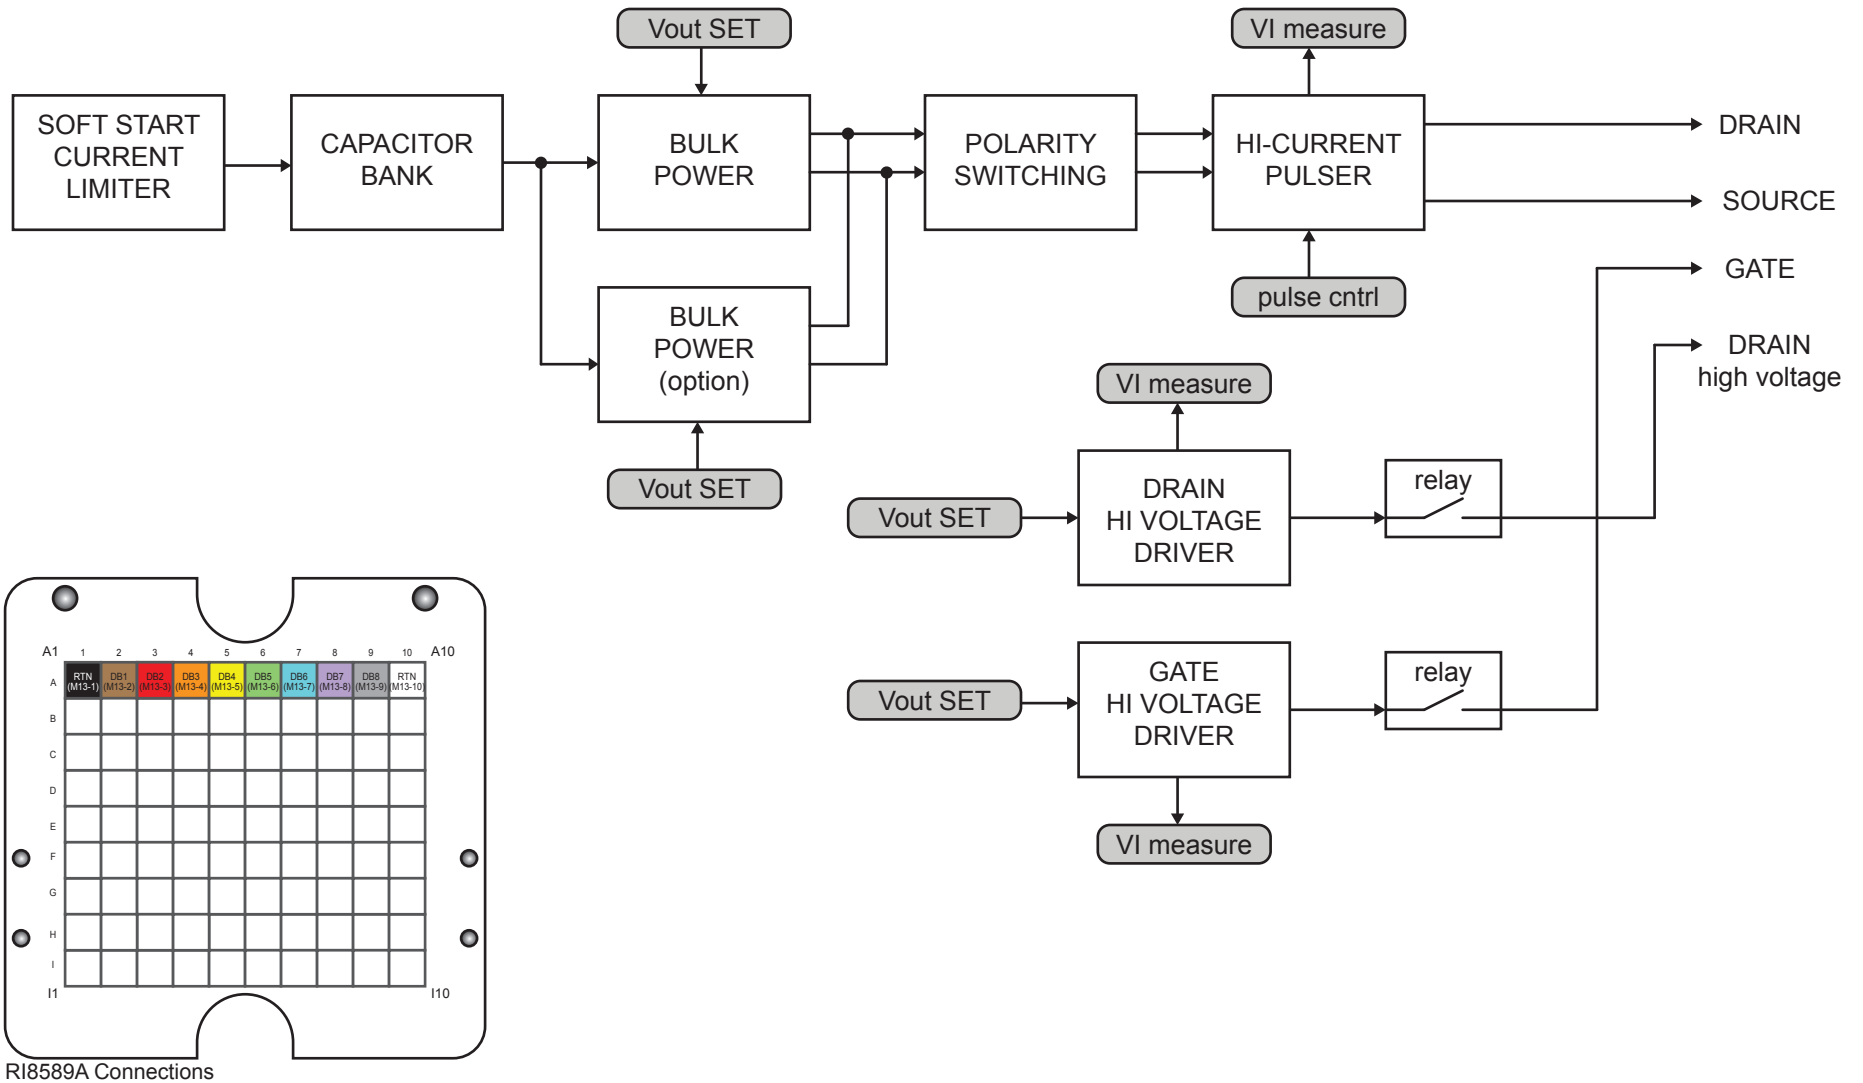 Vout SET
VI measure
SOFT START
CURRENT
LIMITER
CAPACITOR
BANK
BULK
POWER
POLARITY
SWITCHING
HI-CURRENT
PULSER
DRAIN
SOURCE
GATE
DRAIN
high voltage
pulse cntrl
BULK
POWER
(option)
Vout SET
VI measure
Vout SET
DRAIN
HI VOLTAGE
DRIVER
relay
Vout SET
GATE
HI VOLTAGE
DRIVER
relay
VI measure
A1 1 2 3 4 5 6 7 8 9 10 A10
A RTN DB1 DB2 DB3 DB4 DB5 DB6 DB7 DB8 RTN
(M13-1) (M13-2) (M13-3) (M13-4) (M13-5) (M13-6) (M13-7) (M13-8) (M13-9) (M13-10)
B
C
D
E
F
G
H
I
I1 I10
RI8589A Connections